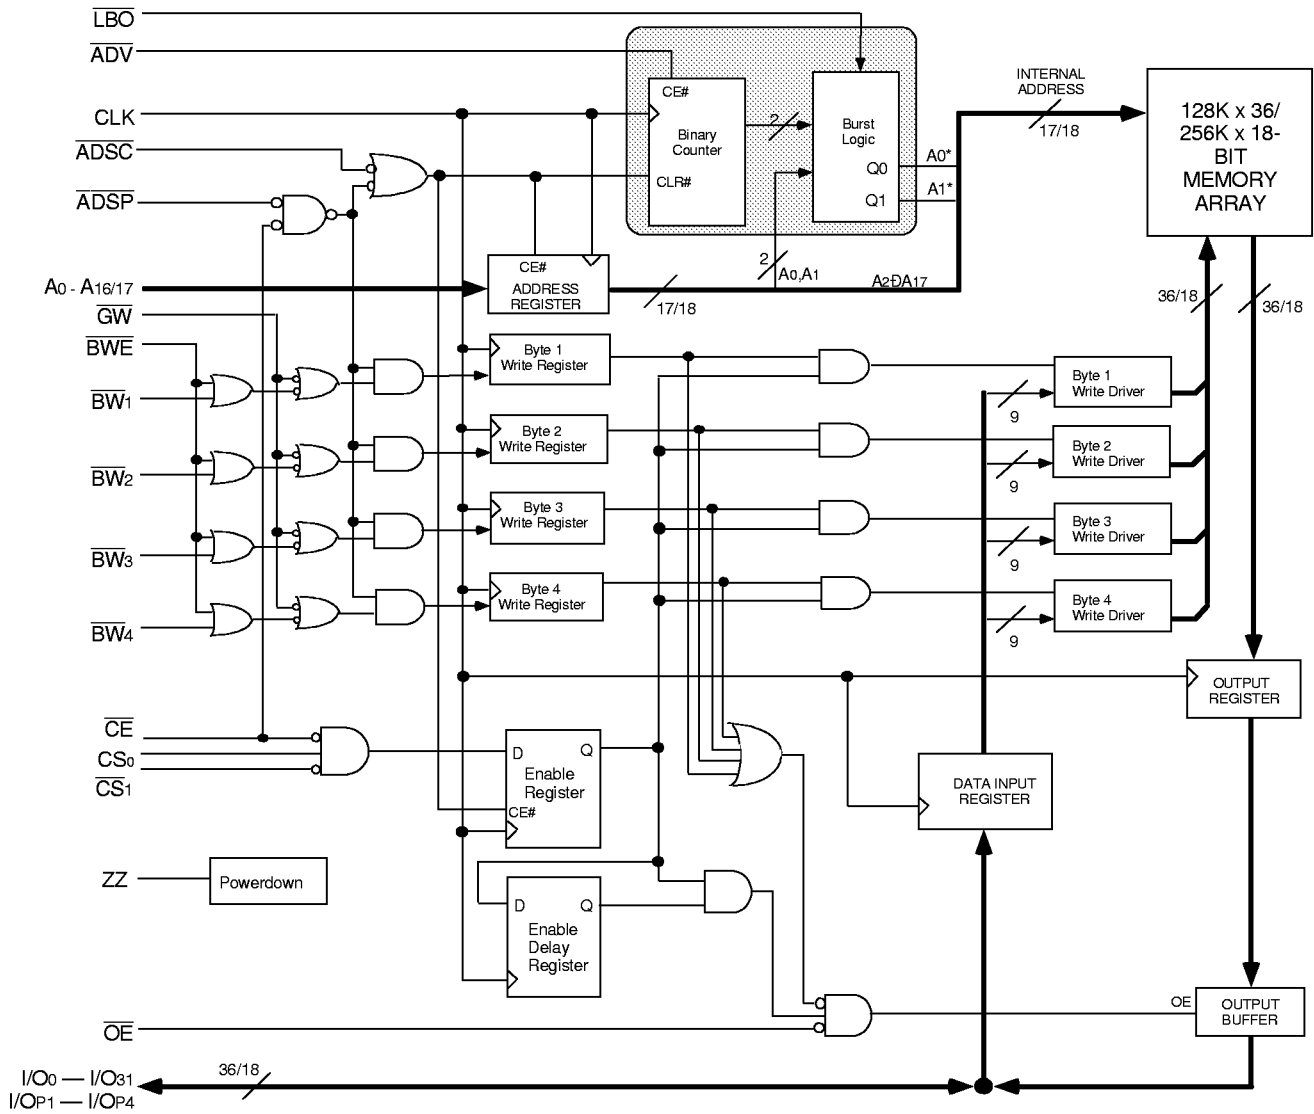 LBO
ADV
CLK
ADSC
ADSP
A0 - A16/17
GW
BWE
BW1
BW2
BW3
BW4
CE
CS0
CS1
ZZ
Powerdown
OE
I/O0 — I/O31
I/OP1 — I/OP4
36/18
CE#
Binary
Counter
CLR#
2
Burst
Logic
Q0
Q1
A0*
A1*
2
A0,A1
A2ÐA17
INTERNAL
ADDRESS
17/18
128K x 36/
256K x 18-
BIT
MEMORY
ARRAY
CE#
ADDRESS
REGISTER
17/18
36/18
36/18
Byte 1
Write Register
Byte 2
Write Register
Byte 3
Write Register
Byte 4
Write Register
Byte 1
Write Driver
9
Byte 2
Write Driver
9
Byte 3
Write Driver
9
Byte 4
Write Driver
9
OUTPUT
REGISTER
D
Q
Enable
Register
CE#
DATA INPUT
REGISTER
D
Q
Enable
Delay
Register
OE
OUTPUT
BUFFER